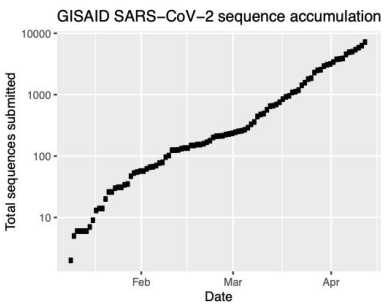 GISAID SARS−CoV−2 sequence accumulation
Total sequences submitted
10000
1000
100
10
Feb
Mar
Apr
Date